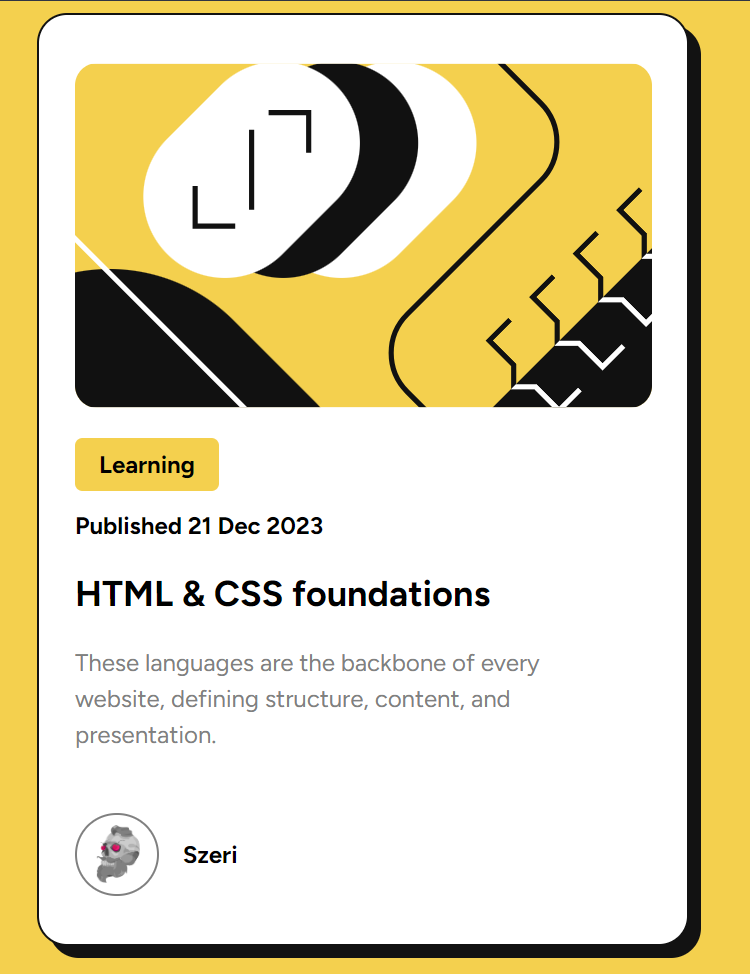 Learning
Published 21 Dec 2023
HTML & CSS foundations
These languages are the backbone of every
website, defining structure, content, and
presentation.
Szeri